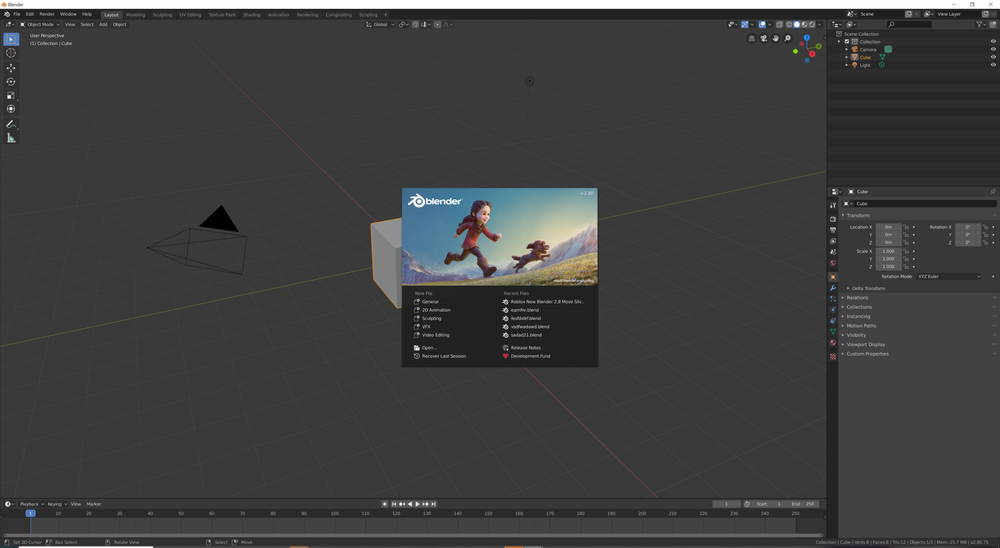 Blender
File Edit Render Window Help Layout Modeling Sculpting UV Editing Texture Paint Shading Animation Rendering Compositing Scripting + Scene View Layer
Object Mode View Select Add Object Global
User Perspective
(1) Collection | Cube
Z
Y
X
Scene Collection
Collection
Camera
Cube
Light
v 2.80
blender
cloud.blender.org/spring
New File
General
2D Animation
Sculpting
VFX
Video Editing
Open...
Recover Last Session
Recent Files
Roblox New Blender 2.8 Move Silv..
earnfre.blend
fesfdsfef.blend
vsdfwadawd.blend
sadad21.blend
Release Notes
Development Fund
Cube
Cube
Transform
Location X 0m Rotation X 0°
Y 0m Y 0°
Z 0m Z 0°
Scale X 1.000
Y 1.000
Z 1.000
Rotation Mode XYZ Euler
Delta Transform
Relations
Collections
Instancing
Motion Paths
Visibility
Viewport Display
Custom Properties
Playback Keying View Marker 1 Start: 1 End: 250
1 10 20 30 40 50 60 70 80 90 100 110 120 130 140 150 160 170 180 190 200 210 220 230 240 250
Set 3D Cursor Box Select Rotate View Select Move Collection | Cube | Verts:8 | Faces:6 | Tris:12 | Objects:1/3 | Mem: 25.7 MB | v2.80.75